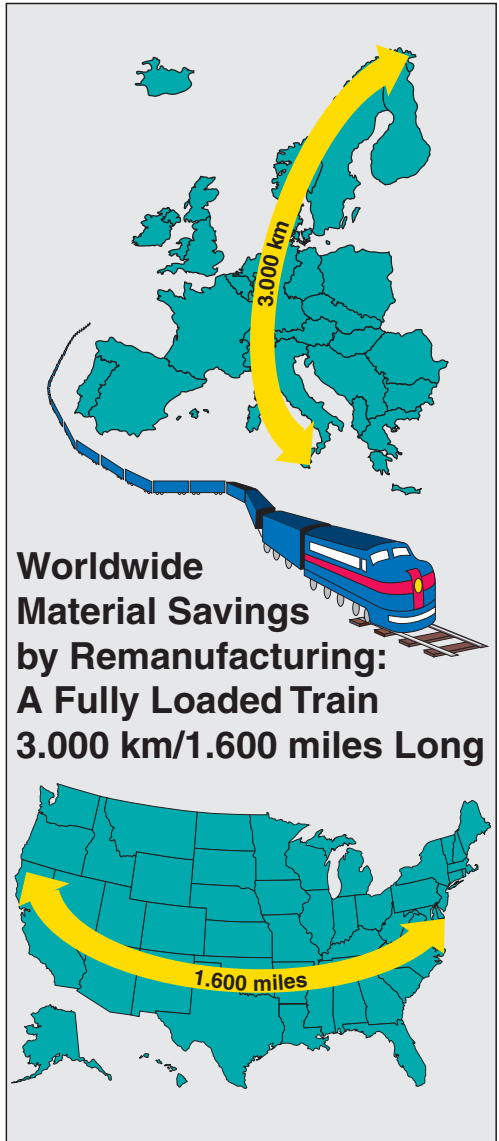 3.000 km
Worldwide
Material Savings
by Remanufacturing:
A Fully Loaded Train
3.000 km/1.600 miles Long
1.600 miles